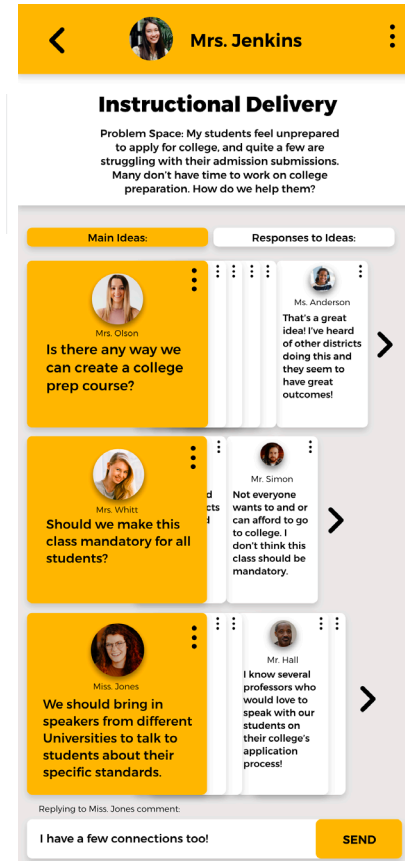 Mrs. Jenkins
Instructional Delivery
Problem Space: My students feel unprepared
to apply for college, and quite a few are
struggling with their admission submissions.
Many don't have time to work on college
preparation. How do we help them?
Main Ideas:
Responses to Ideas:
Mrs. Olson
Is there any way we
can create a college
prep course?
Ms. Anderson
That's a great
idea! I've heard
of other districts
doing this and
they seem to
have great
outcomes!
Mrs. Whitt
Should we make this
class mandatory for all
students?
Mr. Simon
Not everyone
wants to and or
can afford to go
to college. I
don't think this
class should be
mandatory.
Miss. Jones
We should bring in
speakers from different
Universities to talk to
students about their
specific standards.
Mr. Hall
I know several
professors who
would love to
speak with our
students on
their college's
application
process!
Replying to Miss. Jones comment:
I have a few connections too!
SEND